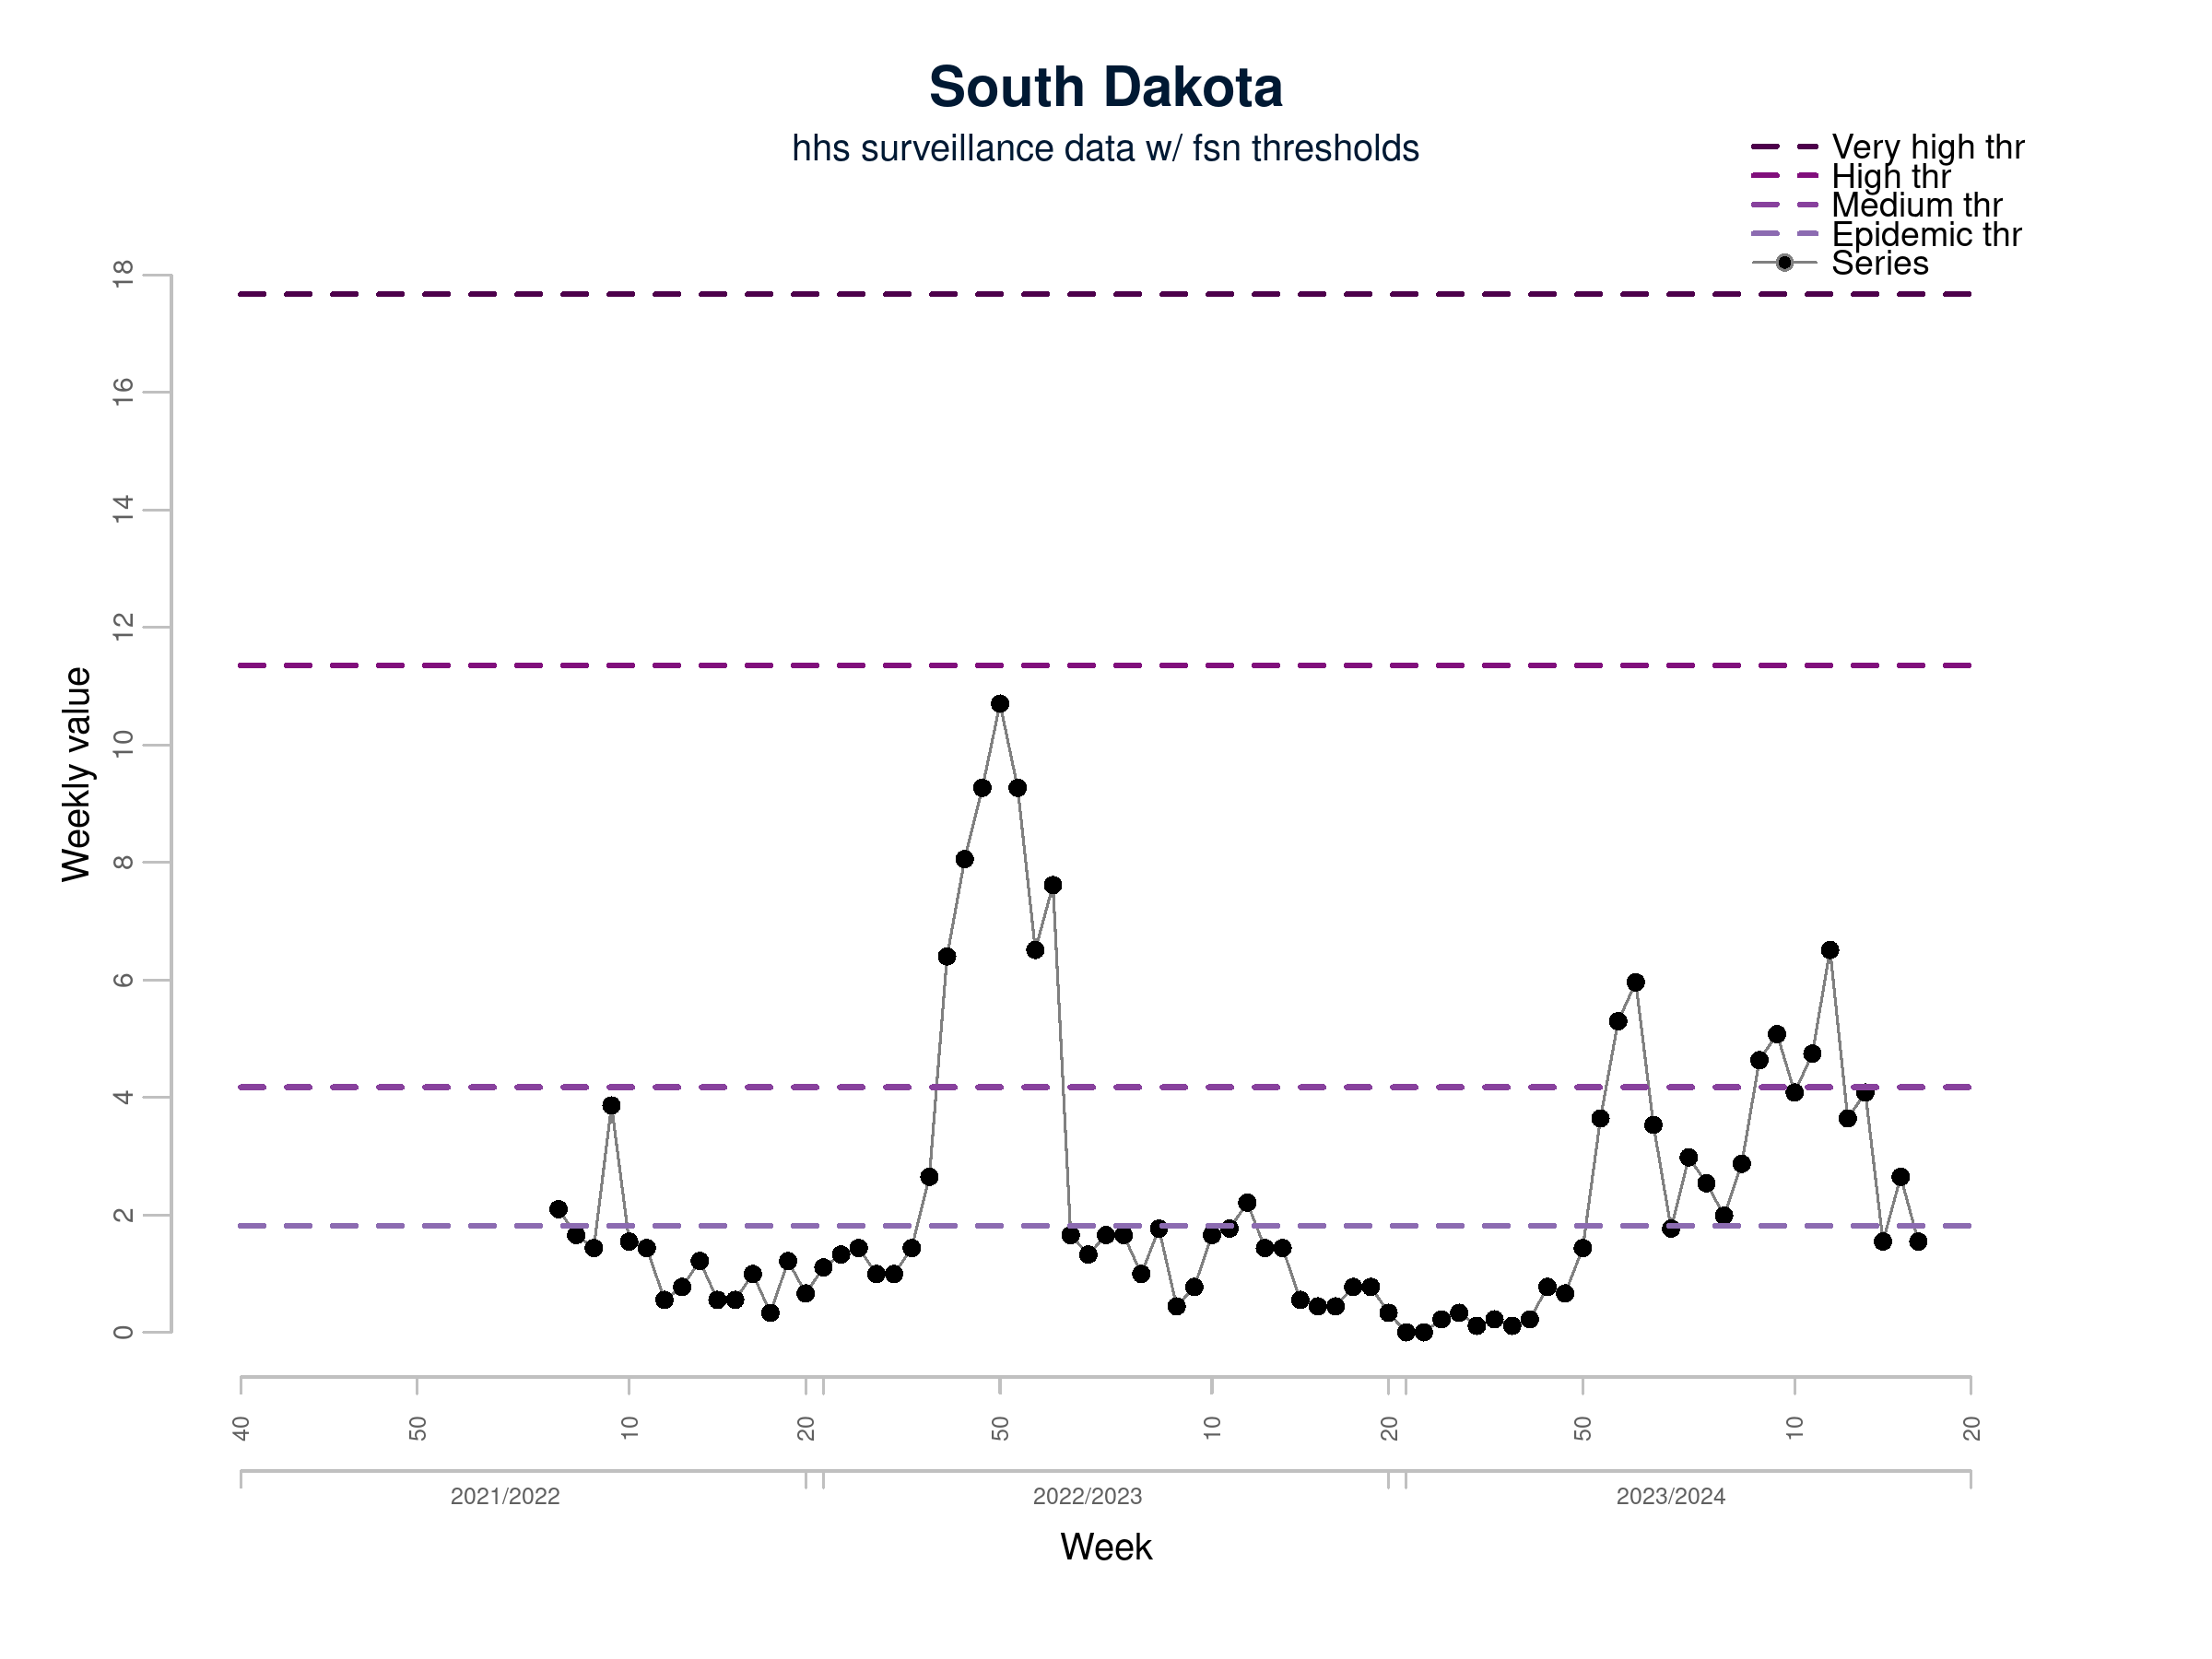 South Dakota
hhs surveillance data w/ fsn thresholds
Very high thr
High thr
Medium thr
Epidemic thr
Series
18
16
14
12
10
8
6
4
2
0
Weekly value
40 50 10 20 50 10 20 50 10 20
2021/2022 2022/2023 2023/2024
Week